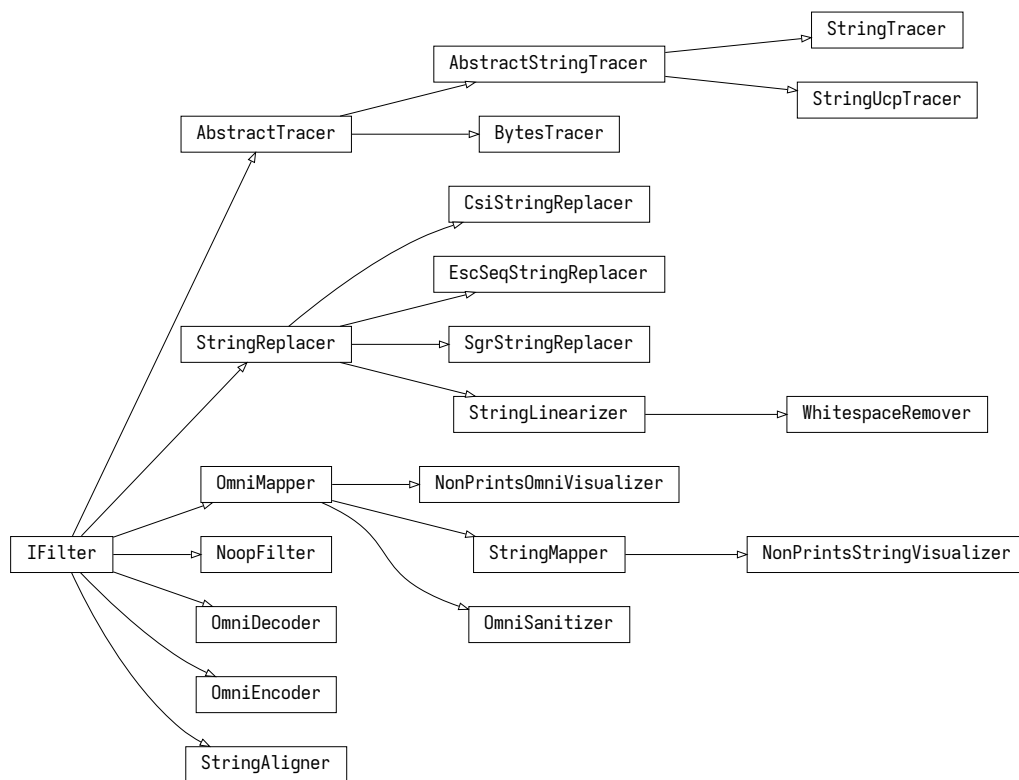 StringTracer
AbstractStringTracer
StringUcpTracer
AbstractTracer
BytesTracer
CsiStringReplacer
EscSeqStringReplacer
StringReplacer
SgrStringReplacer
StringLinearizer
WhitespaceRemover
OmniMapper
NonPrintsOmniVisualizer
IFilter
NoopFilter
StringMapper
NonPrintsStringVisualizer
OmniDecoder
OmniSanitizer
OmniEncoder
StringAligner